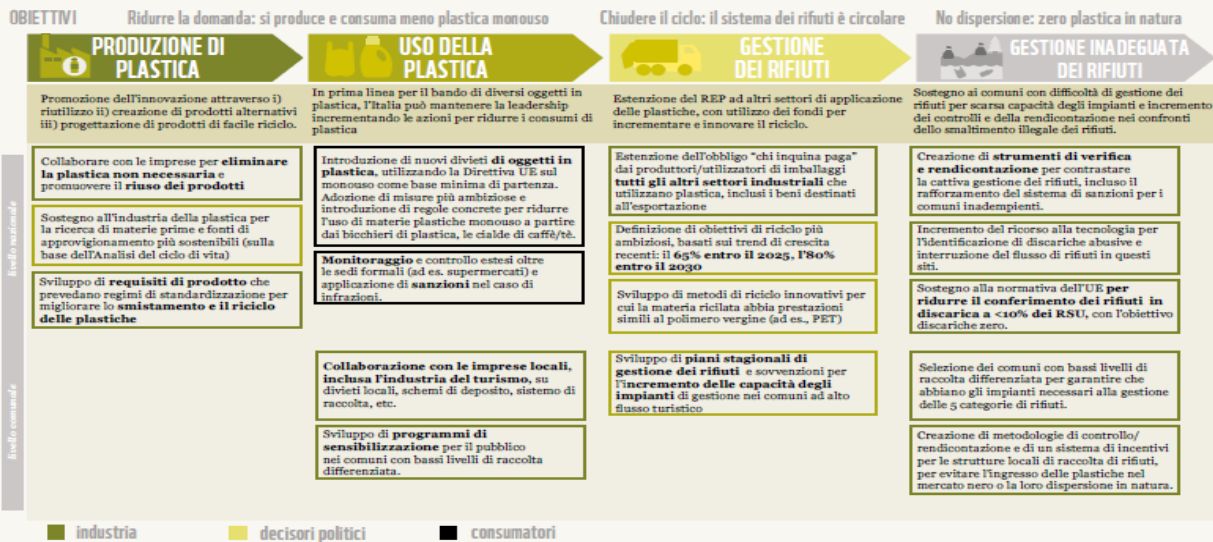 OBIETTIVI
Ridurre la domanda: si produce e consuma meno plastica monouso
Chiudere il ciclo: il sistema dei rifiuti è circolare
No dispersione: zero plastica in natura
PRODUZIONE DI
PLASTICA
USO DELLA
PLASTICA
GESTIONE
DEI RIFIUTI
GESTIONE INADEGUATA
DEI RIFIUTI
Promozione dell'innovazione attraverso i)
riutilizzo ii) creazione di prodotti alternativi
iii) progettazione di prodotti di facile riciclo.
In prima linea per il bando di diversi oggetti in
plastica, l'Italia può mantenere la leadership
incrementando le azioni per ridurre i consumi di
plastica
Estenzione del REP ad altri settori di applicazione
delle plastiche, con utilizzo dei fondi per
incrementare e innovare il riciclo.
Sostegno ai comuni con difficoltà di gestione dei
rifiuti per scarsa capacità degli impianti e incremento
dei controlli e della rendicontazione nei confronti
dello smaltimento illegale dei rifiuti.
livello nazionale
Collaborare con le imprese per eliminare
la plastica non necessaria e
promuovere il riuso dei prodotti
Sostegno all'industria della plastica per
la ricerca di materie prime e fonti di
approvigionamento più sostenibili (sulla
base dell'Analisi del ciclo di vita)
Sviluppo di requisiti di prodotto che
prevedano regimi di standardizzazione per
migliorare lo smistamento e il riciclo
delle plastiche
Introduzione di nuovi divieti di oggetti in
plastica, utilizzando la Direttiva UE sul
monouso come base minima di partenza.
Adozione di misure più ambiziose e
introduzione di regole concrete per ridurre
l'uso di materie plastiche monouso a partire
dai bicchieri di plastica, le cialde di caffè/tè.
Monitoraggio e controllo estesi oltre
le sedi formali (ad es. supermercati) e
applicazione di sanzioni nel caso di
infrazioni.
Estenzione dell'obbligo "chi inquina paga"
dai produttori/utilizzatori di imballaggi
tutti gli altri settori industriali che
utilizzano plastica, inclusi i beni destinati
all'esportazione
Definizione di obiettivi di riciclo più
ambiziosi, basati sui trend di crescita
recenti: il 65% entro il 2025, l'80%
entro il 2030
Sviluppo di metodi di riciclo innovativi per
cui la materia ricilata abbia prestazioni
simili al polimero vergine (ad es., PET)
Creazione di strumenti di verifica
e rendicontazione per contrastare
la cattiva gestione dei rifiuti, incluso il
rafforzamento del sistema di sanzioni per i
comuni inadempienti.
Incremento del ricorso alla tecnologia per
l'identificazione di discariche abusive e
interruzione del flusso di rifiuti in questi
siti.
Sostegno alla normativa dell'UE per
ridurre il conferimento dei rifiuti in
discarica a <10% dei RSU, con l'obiettivo
discariche zero.
livello comunale
Collaborazione con le imprese locali,
inclusa l'industria del turismo, su
divieti locali, schemi di deposito, sistemo di
raccolta, etc.
Sviluppo di programmi di
sensibilizzazione per il pubblico
nei comuni con bassi livelli di raccolta
differenziata.
Sviluppo di piani stagionali di
gestione dei rifiuti e sovvenzioni per
l'incremento delle capacità degli
impianti di gestione nei comuni ad alto
flusso turistico
Selezione dei comuni con bassi livelli di
raccolta differenziata per garantire che
abbiano gli impianti necessari alla gestione
delle 5 categorie di rifiuti.
Creazione di metodologie di controllo/
rendicontazione e di un sistema di incentivi
per le strutture locali di raccolta di rifiuti,
per evitare l'ingresso delle plastiche nel
mercato nero o la loro dispersione in natura.
industria
decisori politici
consumatori